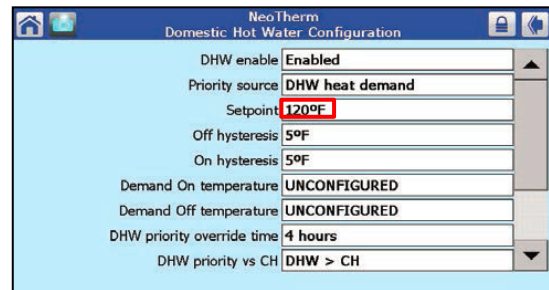 NeoTherm
Domestic Hot Water Configuration
DHW enable Enabled
Priority source DHW heat demand
Setpoint 120ºF
Off hysteresis 5ºF
On hysteresis 5ºF
Demand On temperature UNCONFIGURED
Demand Off temperature UNCONFIGURED
DHW priority override time 4 hours
DHW priority vs CH DHW > CH